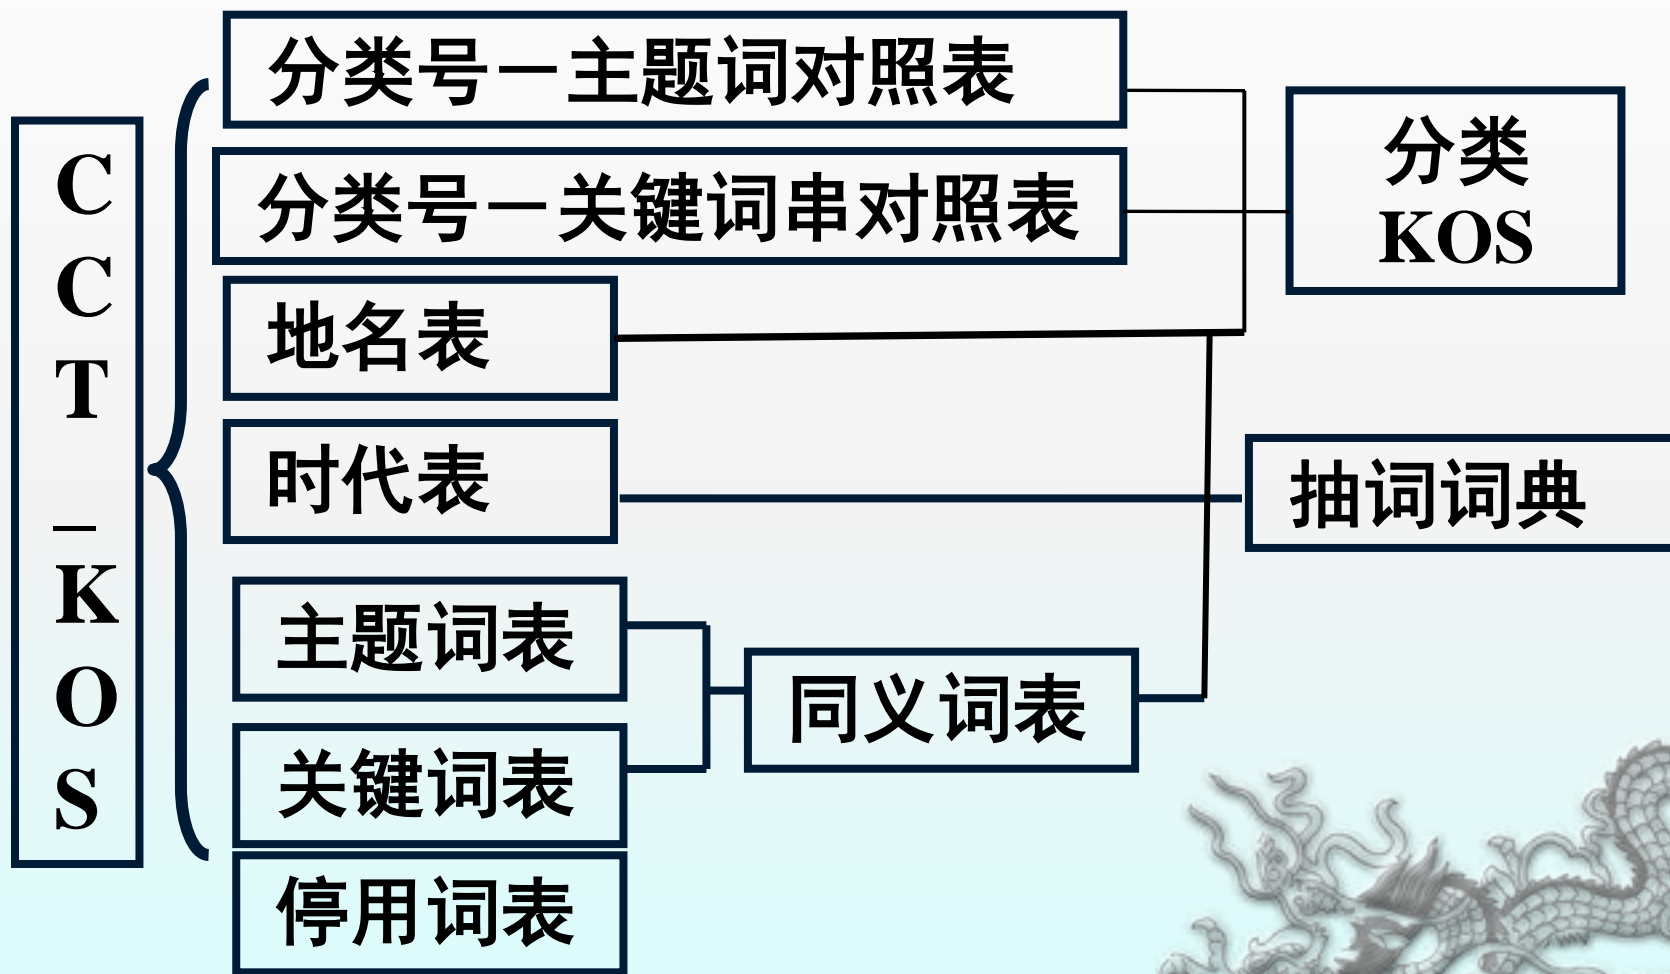 CCT_KOS
分类号－主题词对照表
分类号－关键词串对照表
地名表
时代表
主题词表
关键词表
停用词表
同义词表
分类
KOS
抽词词典